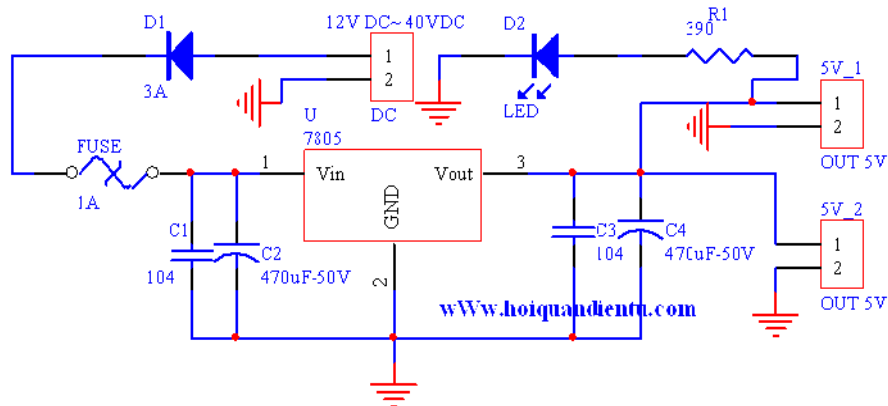 D1
12V DC~ 40VDC
D2
R1
390
1
2
3A
DC
LED
5V_1
1
2
OUT 5V
U
7805
FUSE
1A
1
Vin
Vout
3
GND
2
C1
104
C2
470uF-50V
C3
104
C4
470uF-50V
5V_2
1
2
OUT 5V
wWw.hoiquandientu.com